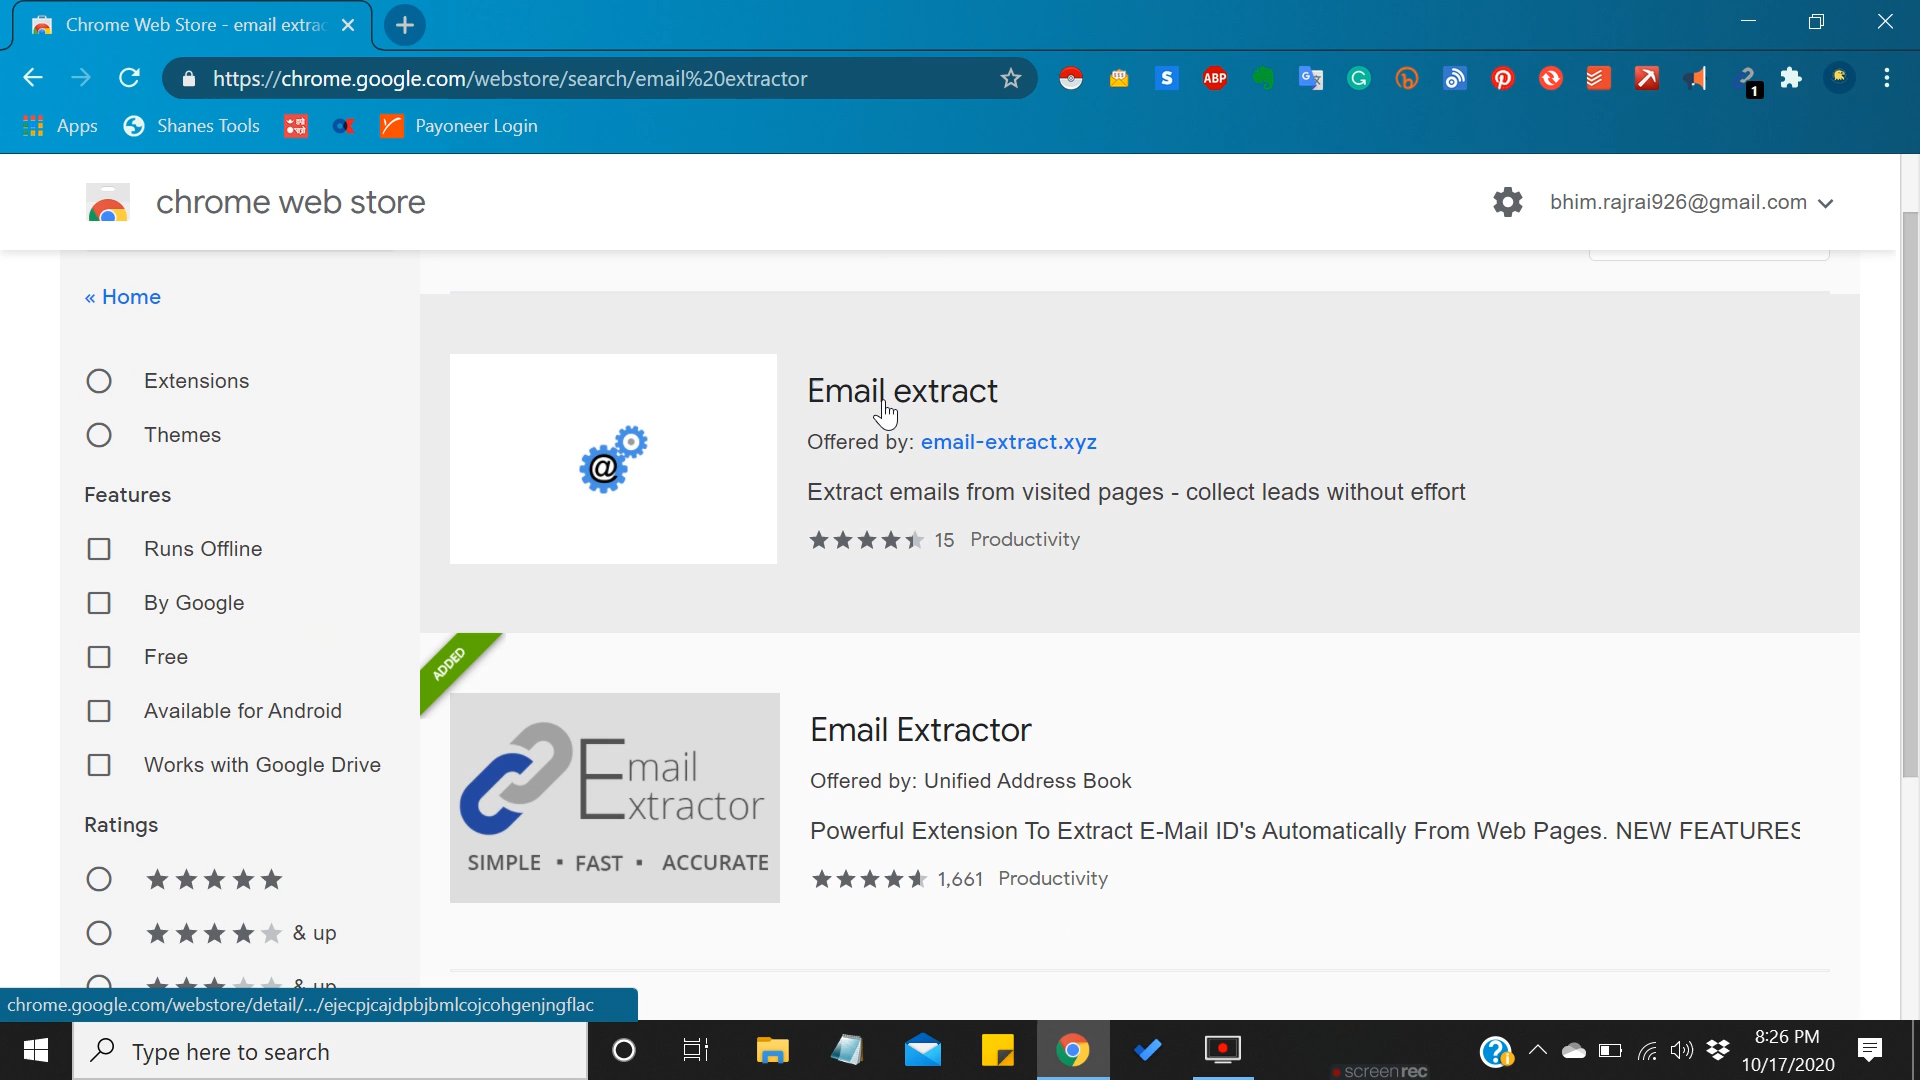 Chrome Web Store - email extrac
https://chrome.google.com/webstore/search/email%20extractor
S
ABP
G
b
1
Apps
Shanes Tools
Payoneer Login
chrome web store
bhim.rajrai926@gmail.com
« Home
Extensions
Themes
Features
Runs Offline
By Google
Free
Available for Android
Works with Google Drive
Ratings
& up
& up
Email extract
Offered by: email-extract.xyz
Extract emails from visited pages - collect leads without effort
15 Productivity
ADDED
Email
Extractor
SIMPLE • FAST • ACCURATE
Email Extractor
Offered by: Unified Address Book
Powerful Extension To Extract E-Mail ID's Automatically From Web Pages. NEW FEATURES
1,661 Productivity
chrome.google.com/webstore/detail/.../ejecpjcajdpbjbmlcojcohgenjngflac
Type here to search
screenrec
8:26 PM
10/17/2020